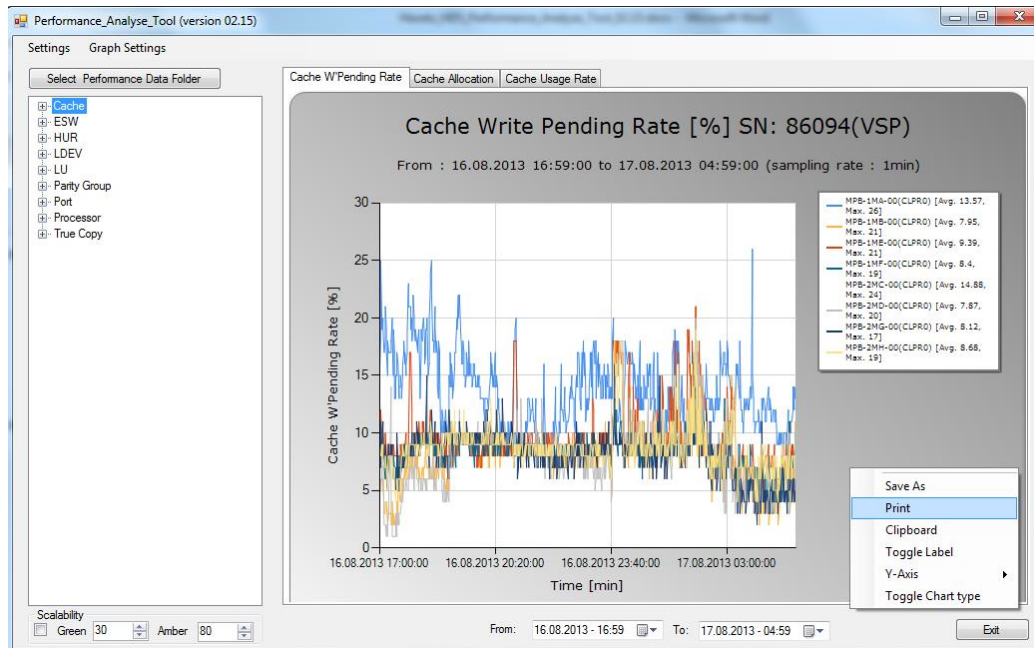 Performance_Analyse_Tool (version 02.15)
Settings Graph Settings
Select Performance Data Folder
Cache
ESW
HUR
LDEV
LU
Parity Group
Port
Processor
True Copy
Scalability
Green 30 Amber 80
Cache W'Pending Rate Cache Allocation Cache Usage Rate
Cache Write Pending Rate [%] SN: 86094(VSP)
From : 16.08.2013 16:59:00 to 17.08.2013 04:59:00 (sampling rate : 1min)
Cache W'Pending Rate [%]
30
25
20
15
10
5
0
16.08.2013 17:00:00 16.08.2013 20:20:00 16.08.2013 23:40:00 17.08.2013 03:00:00
Time [min]
MPB-1MA-00(CLPR0) [Avg. 13.57,
Max. 26]
MPB-1MB-00(CLPR0) [Avg. 7.95,
Max. 21]
MPB-1ME-00(CLPR0) [Avg. 9.39,
Max. 21]
MPB-1MF-00(CLPR0) [Avg. 8.4,
Max. 19]
MPB-2MC-00(CLPR0) [Avg. 14.88,
Max. 24]
MPB-2MD-00(CLPR0) [Avg. 7.87,
Max. 20]
MPB-2MG-00(CLPR0) [Avg. 8.12,
Max. 17]
MPB-2MH-00(CLPR0) [Avg. 8.68,
Max. 19]
Save As
Print
Clipboard
Toggle Label
Y-Axis
Toggle Chart type
From: 16.08.2013 - 16:59 To: 17.08.2013 - 04:59
Exit